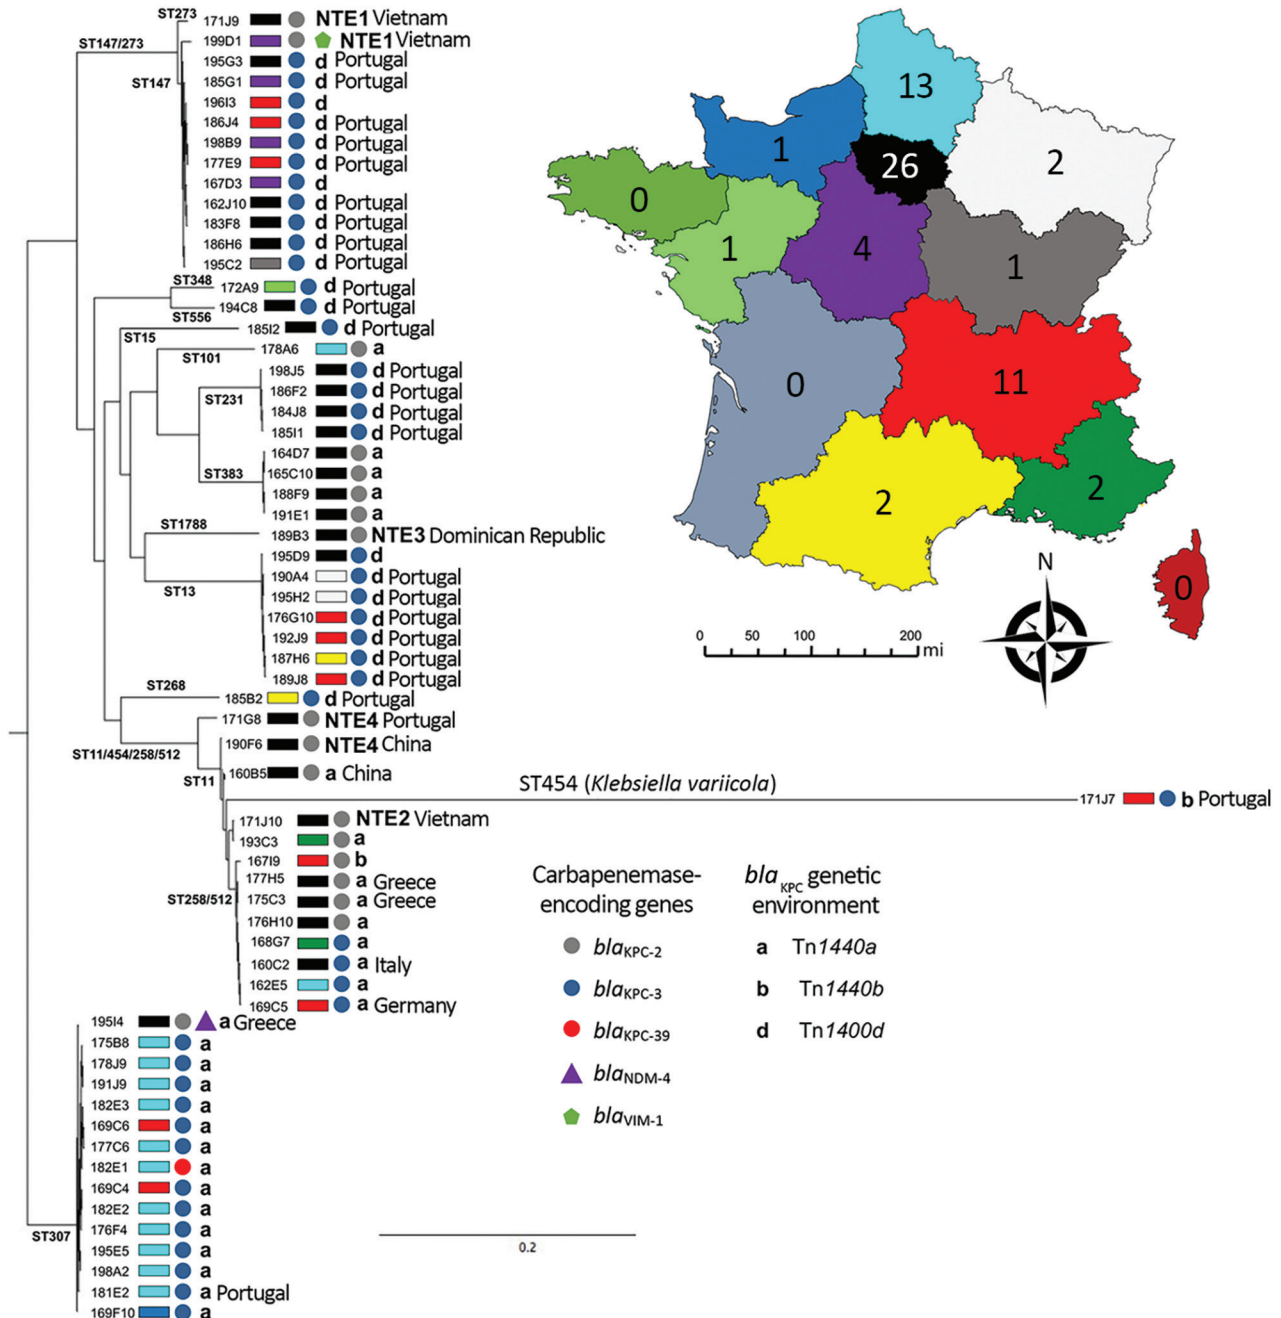 ST273
171J9 NTE1 Vietnam
ST147/273
199D1 NTE1 Vietnam
195G3 d Portugal
ST147
185G1 d Portugal
196I3 d
186J4 d Portugal
198B9 d Portugal
177E9 d Portugal
167D3 d
162J10 d Portugal
183F8 d Portugal
186H6 d Portugal
195C2 d Portugal
ST348
172A9 d Portugal
194C8 d Portugal
ST556
185I2 d Portugal
ST15
178A6 a
ST101
198J5 d Portugal
186F2 d Portugal
ST231
184J8 d Portugal
185I1 d Portugal
164D7 a
165C10 a
ST383
188F9 a
191E1 a
ST1788
189B3 NTE3 Dominican Republic
195D9 d
190A4 d Portugal
ST13
195H2 d Portugal
176G10 d Portugal
192J9 d Portugal
187H6 d Portugal
189J8 d Portugal
ST268
185B2 d Portugal
171G8 NTE4 Portugal
190F6 NTE4 China
ST11/454/258/512
160B5 a China
ST11
ST454 (Klebsiella variicola)
171J7 b Portugal
171J10 NTE2 Vietnam
193C3 a
167I9 b
177H5 a Greece
ST258/512
175C3 a Greece
176H10 a
168G7 a
160C2 a Italy
162E5 a
169C5 a Germany
195I4 a Greece
175B8 a
178J9 a
191J9 a
182E3 a
169C6 a
177C6 a
182E1 a
169C4 a
182E2 a
176F4 a
ST307
195E5 a
198A2 a
181E2 a Portugal
169F10 a
0.2
13
1
26
2
0
1
4
1
0
11
2
2
0
N
0 50 100 200 mi
Carbapenemase-
encoding genes
blaKPC-2
blaKPC-3
blaKPC-39
blaNDM-4
blaVIM-1
blaKPC genetic
environment
a Tn1440a
b Tn1440b
d Tn1400d